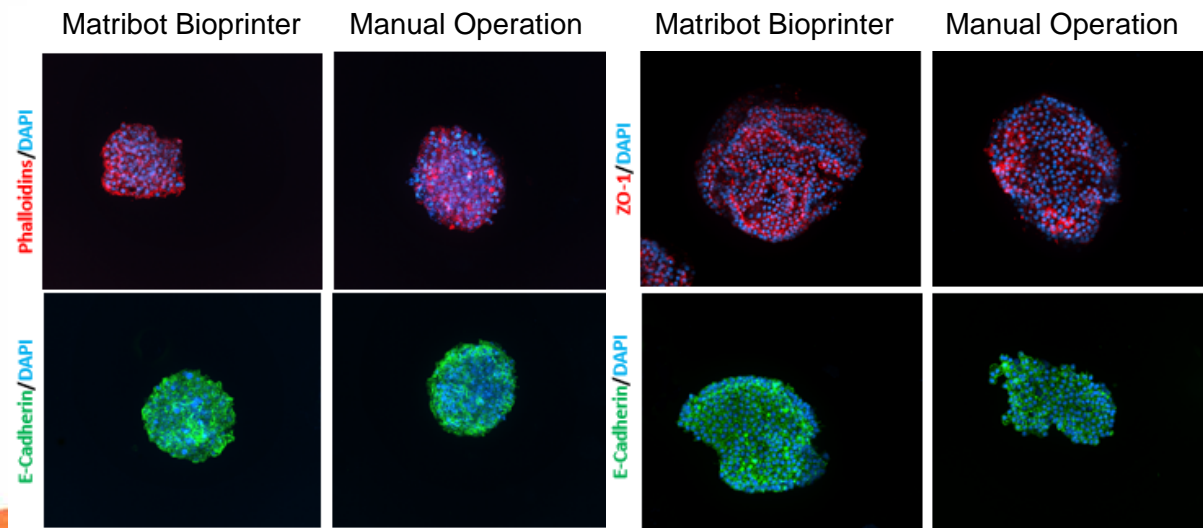 Matribot Bioprinter
Manual Operation
Matribot Bioprinter
Manual Operation
Phalloidins/DAPI
ZO-1/DAPI
E-Cadherin/DAPI
E-Cadherin/DAPI